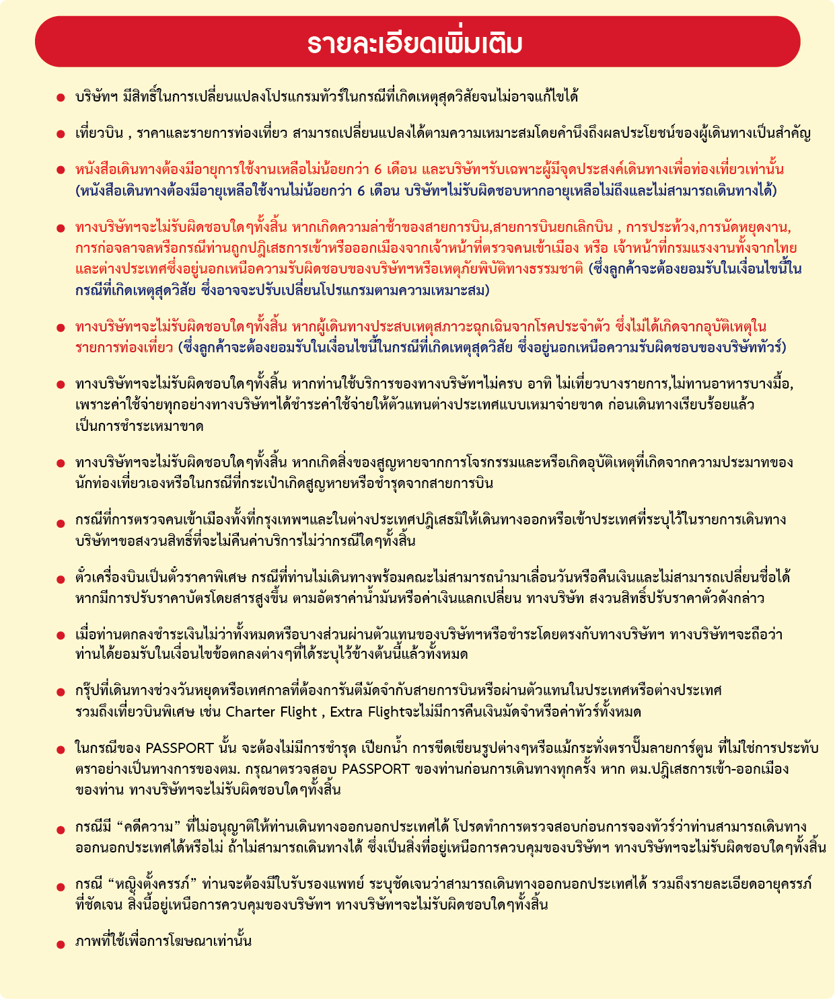 รายละเอียดเพิ่มเติม
บริษัทฯ มีสิทธิ์ในการเปลี่ยนแปลงโปรแกรมทัวร์ในกรณีที่เกิดเหตุสุดวิสัยจนไม่อาจแก้ไขได้
เที่ยวบิน , ราคาและรายการท่องเที่ยว สามารถเปลี่ยนแปลงได้ตามความเหมาะสมโดยคำนึงถึงผลประโยชน์ของผู้เดินทางเป็นสำคัญ
หนังสือเดินทางต้องมีอายุการใช้งานเหลือไม่น้อยกว่า 6 เดือน และบริษัทฯรับเฉพาะผู้มีจุดประสงค์เดินทางเพื่อท่องเที่ยวเท่านั้น
(หนังสือเดินทางต้องมีอายุเหลือใช้งานไม่น้อยกว่า 6 เดือน บริษัทฯไม่รับผิดชอบหากอายุเหลือไม่ถึงและไม่สามารถเดินทางได้)
ทางบริษัทฯจะไม่รับผิดชอบใดๆทั้งสิ้น หากเกิดความล่าช้าของสายการบิน,สายการบินยกเลิกบิน , การประท้วง,การนัดหยุดงาน,
การก่อจลาจลหรือกรณีท่านถูกปฎิเสธการเข้าหรือออกเมืองจากเจ้าหน้าที่ตรวจคนเข้าเมือง หรือ เจ้าหน้าที่กรมแรงงานทั้งจากไทย
และต่างประเทศซึ่งอยู่นอกเหนือความรับผิดชอบของบริษัทฯหรือเหตุภัยพิบัติทางธรรมชาติ (ซึ่งลูกค้าจะต้องยอมรับในเงื่อนไขนี้ใน
กรณีที่เกิดเหตุสุดวิสัย ซึ่งอาจจะปรับเปลี่ยนโปรแกรมตามความเหมาะสม)
ทางบริษัทฯจะไม่รับผิดชอบใดๆทั้งสิ้น หากผู้เดินทางประสบเหตุสภาวะฉุกเฉินจากโรคประจำตัว ซึ่งไม่ได้เกิดจากอุบัติเหตุใน
รายการท่องเที่ยว (ซึ่งลูกค้าจะต้องยอมรับในเงื่อนไขนี้ในกรณีที่เกิดเหตุสุดวิสัย ซึ่งอยู่นอกเหนือความรับผิดชอบของบริษัททัวร์)
ทางบริษัทฯจะไม่รับผิดชอบใดๆทั้งสิ้น หากท่านใช้บริการของทางบริษัทฯไม่ครบ อาทิ ไม่เที่ยวบางรายการ,ไม่ทานอาหารบางมื้อ,
เพราะค่าใช้จ่ายทุกอย่างทางบริษัทฯได้ชำระค่าใช้จ่ายให้ตัวแทนต่างประเทศแบบเหมาจ่ายขาด ก่อนเดินทางเรียบร้อยแล้ว
เป็นการชำระเหมาขาด
ทางบริษัทฯจะไม่รับผิดชอบใดๆทั้งสิ้น หากเกิดสิ่งของสูญหายจากการโจรกรรมและหรือเกิดอุบัติเหตุที่เกิดจากความประมาทของ
นักท่องเที่ยวเองหรือในกรณีที่กระเป๋าเกิดสูญหายหรือชำรุดจากสายการบิน
กรณีที่การตรวจคนเข้าเมืองทั้งที่กรุงเทพฯและในต่างประเทศปฎิเสธมิให้เดินทางออกหรือเข้าประเทศที่ระบุไว้ในรายการเดินทาง
บริษัทฯขอสงวนสิทธิ์ที่จะไม่คืนค่าบริการไม่ว่ากรณีใดๆทั้งสิ้น
ตั๋วเครื่องบินเป็นตั๋วราคาพิเศษ กรณีที่ท่านไม่เดินทางพร้อมคณะไม่สามารถนำมาเลื่อนวันหรือคืนเงินและไม่สามารถเปลี่ยนชื่อได้
หากมีการปรับราคาบัตรโดยสารสูงขึ้น ตามอัตราค่าน้ำมันหรือค่าเงินแลกเปลี่ยน ทางบริษัท สงวนสิทธิ์ปรับราคาตั๋วดังกล่าว
เมื่อท่านตกลงชำระเงินไม่ว่าทั้งหมดหรือบางส่วนผ่านตัวแทนของบริษัทฯหรือชำระโดยตรงกับทางบริษัทฯ ทางบริษัทฯจะถือว่า
ท่านได้ยอมรับในเงื่อนไขข้อตกลงต่างๆที่ได้ระบุไว้ข้างต้นนี้แล้วทั้งหมด
กรุ๊ปที่เดินทางช่วงวันหยุดหรือเทศกาลที่ต้องการันตีมัดจำกับสายการบินหรือผ่านตัวแทนในประเทศหรือต่างประเทศ
รวมถึงเที่ยวบินพิเศษ เช่น Charter Flight , Extra Flightจะไม่มีการคืนเงินมัดจำหรือค่าทัวร์ทั้งหมด
ในกรณีของ PASSPORT นั้น จะต้องไม่มีการชำรุด เปียกน้ำ การขีดเขียนรูปต่างๆหรือแม้กระทั่งตราปั๊มลายการ์ตูน ที่ไม่ใช่การประทับ
ตราอย่างเป็นทางการของตม. กรุณาตรวจสอบ PASSPORT ของท่านก่อนการเดินทางทุกครั้ง หาก ตม.ปฎิเสธการเข้า-ออกเมือง
ของท่าน ทางบริษัทฯจะไม่รับผิดชอบใดๆทั้งสิ้น
กรณีมี “คดีความ” ที่ไม่อนุญาติให้ท่านเดินทางออกนอกประเทศได้ โปรดทำการตรวจสอบก่อนการจองทัวร์ว่าท่านสามารถเดินทาง
ออกนอกประเทศได้หรือไม่ ถ้าไม่สามารถเดินทางได้ ซึ่งเป็นสิ่งที่อยู่เหนือการควบคุมของบริษัทฯ ทางบริษัทฯจะไม่รับผิดชอบใดๆทั้งสิ้น
กรณี “หญิงตั้งครรภ์” ท่านจะต้องมีใบรับรองแพทย์ ระบุชัดเจนว่าสามารถเดินทางออกนอกประเทศได้ รวมถึงรายละเอียดอายุครรภ์
ที่ชัดเจน สิ่งนี้อยู่เหนือการควบคุมของบริษัทฯ ทางบริษัทฯจะไม่รับผิดชอบใดๆทั้งสิ้น
ภาพที่ใช้เพื่อการโฆษณาเท่านั้น